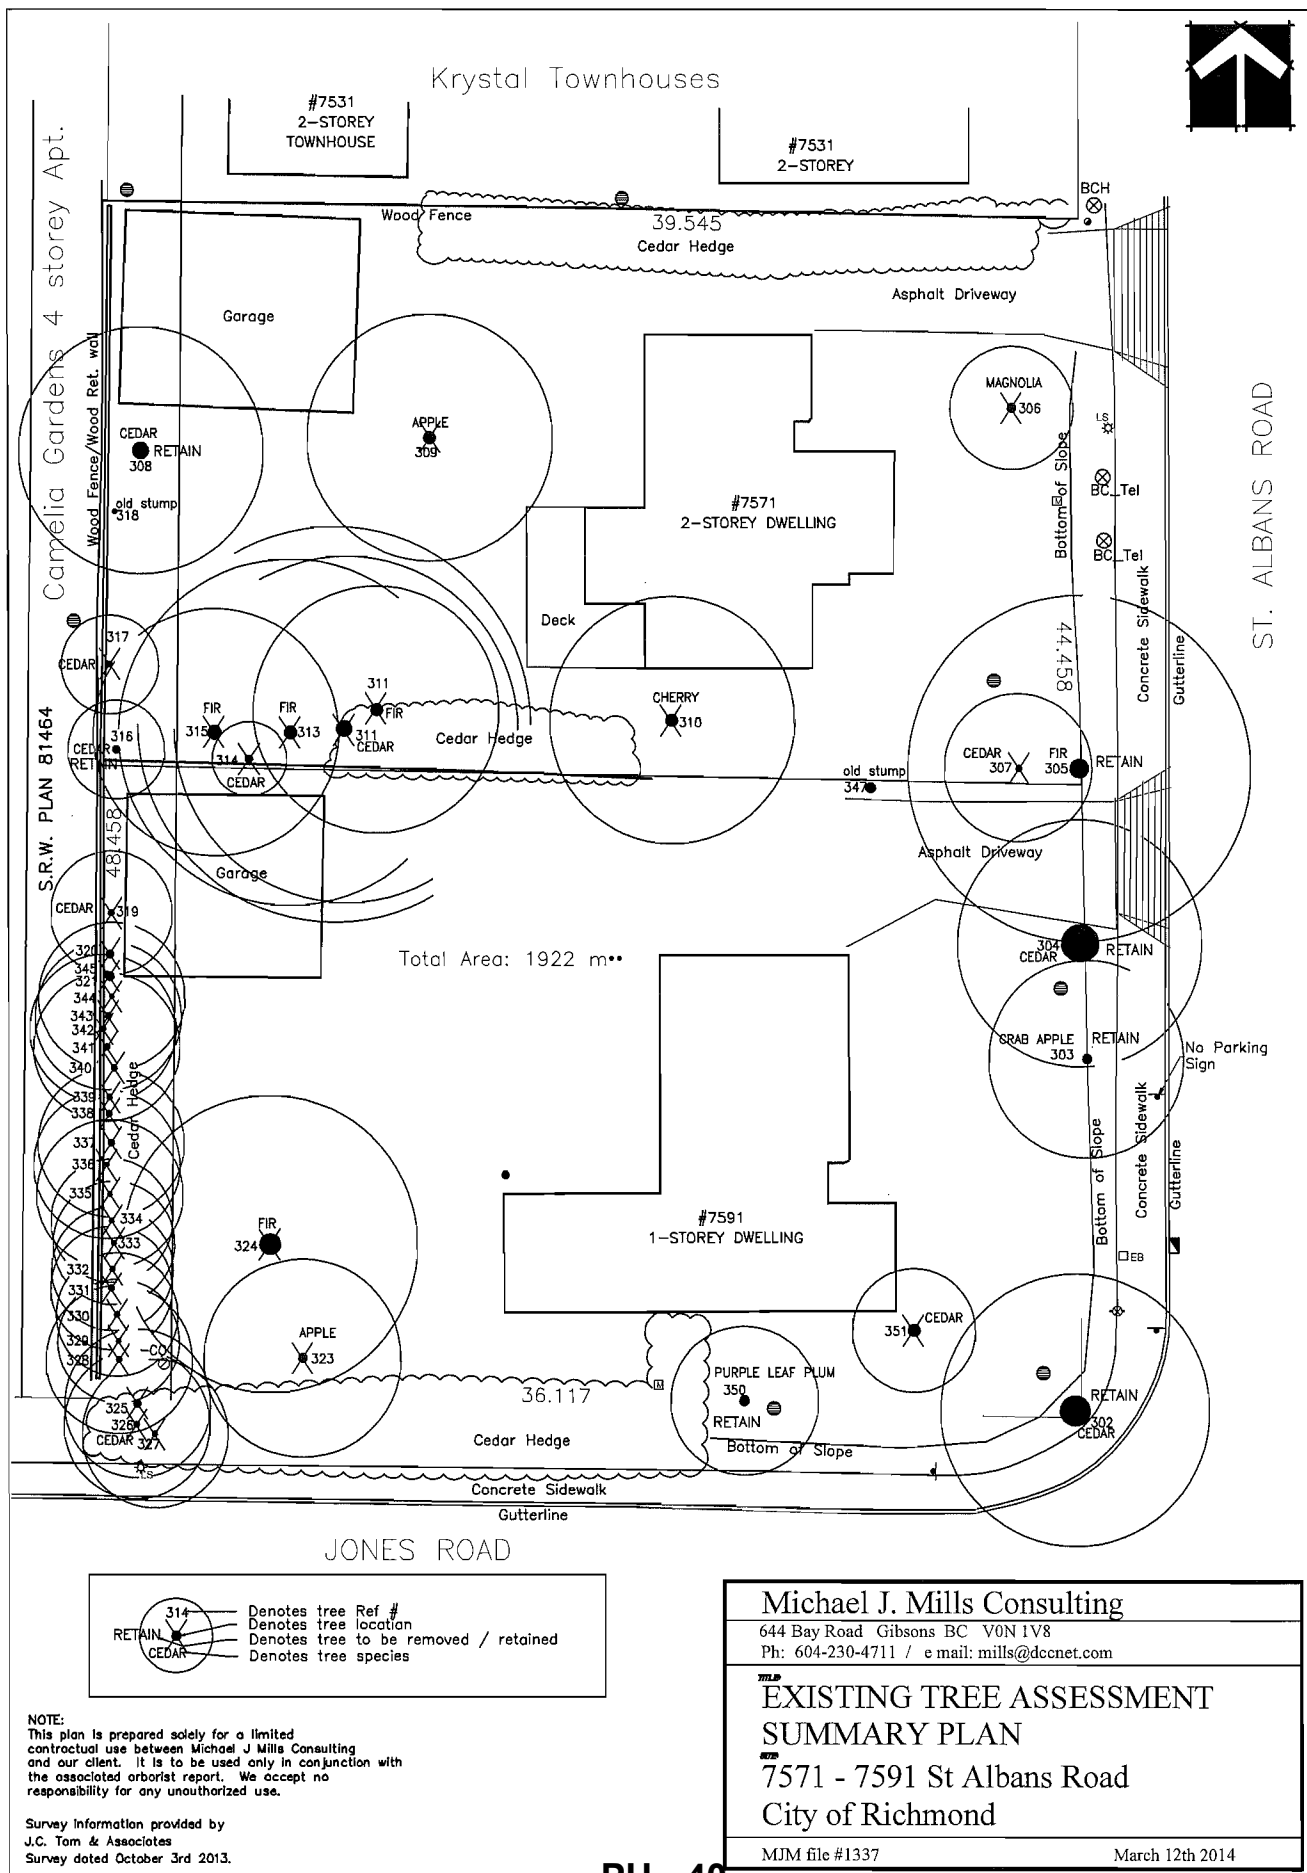 Krystal Townhouses
#7531
2-STOREY
TOWNHOUSE
#7531
2-STOREY
BCH
Camelia Gardens 4 storey Apt.
Wood Fence
39.545
Cedar Hedge
Asphalt Driveway
Garage
Wood Fence/Wood Ret. wall
MAGNOLIA
306
APPLE
309
CEDAR
RETAIN
308
old stump
318
LS
Bottom of Slope
BC_Tel
BC_Tel
#7571
2-STOREY DWELLING
ST. ALBANS ROAD
Concrete Sidewalk
Gutterline
Deck
44.458
317
CEDAR
316
CEDAR
RETAIN
FIR
315
FIR
313
311
FIR
311
CEDAR
314
CEDAR
Cedar Hedge
CHERRY
310
old stump
347
CEDAR
307
FIR
305
RETAIN
S.R.W. PLAN 81464
48.458
Garage
Asphalt Driveway
CEDAR
319
Total Area: 1922 m••
304
CEDAR
RETAIN
320
345
321
344
343
342
341
340
339
338
337
336
335
334
333
332
331
330
329
328
Cedar Hedge
CRAB APPLE
303
RETAIN
No Parking
Sign
Bottom of Slope
Concrete Sidewalk
Gutterline
FIR
324
#7591
1-STOREY DWELLING
EB
APPLE
323
CO
351
CEDAR
PURPLE LEAF PLUM
350
RETAIN
M
36.117
RETAIN
302
CEDAR
325
326
CEDAR
327
LS
Cedar Hedge
Bottom of Slope
Concrete Sidewalk
Gutterline
JONES ROAD
314
RETAIN
CEDAR
Denotes tree Ref #
Denotes tree location
Denotes tree to be removed / retained
Denotes tree species
NOTE:
This plan is prepared solely for a limited
contractual use between Michael J Mills Consulting
and our client. It is to be used only in conjunction with
the associated arborist report. We accept no
responsibility for any unauthorized use.
Survey information provided by
J.C. Tam & Associates
Survey dated October 3rd 2013.
Michael J. Mills Consulting
644 Bay Road Gibsons BC V0N 1V8
Ph: 604-230-4711 / e mail: mills@dccnet.com
TITLE
EXISTING TREE ASSESSMENT
SUMMARY PLAN
7571 - 7591 St Albans Road
City of Richmond
MJM file #1337
March 12th 2014